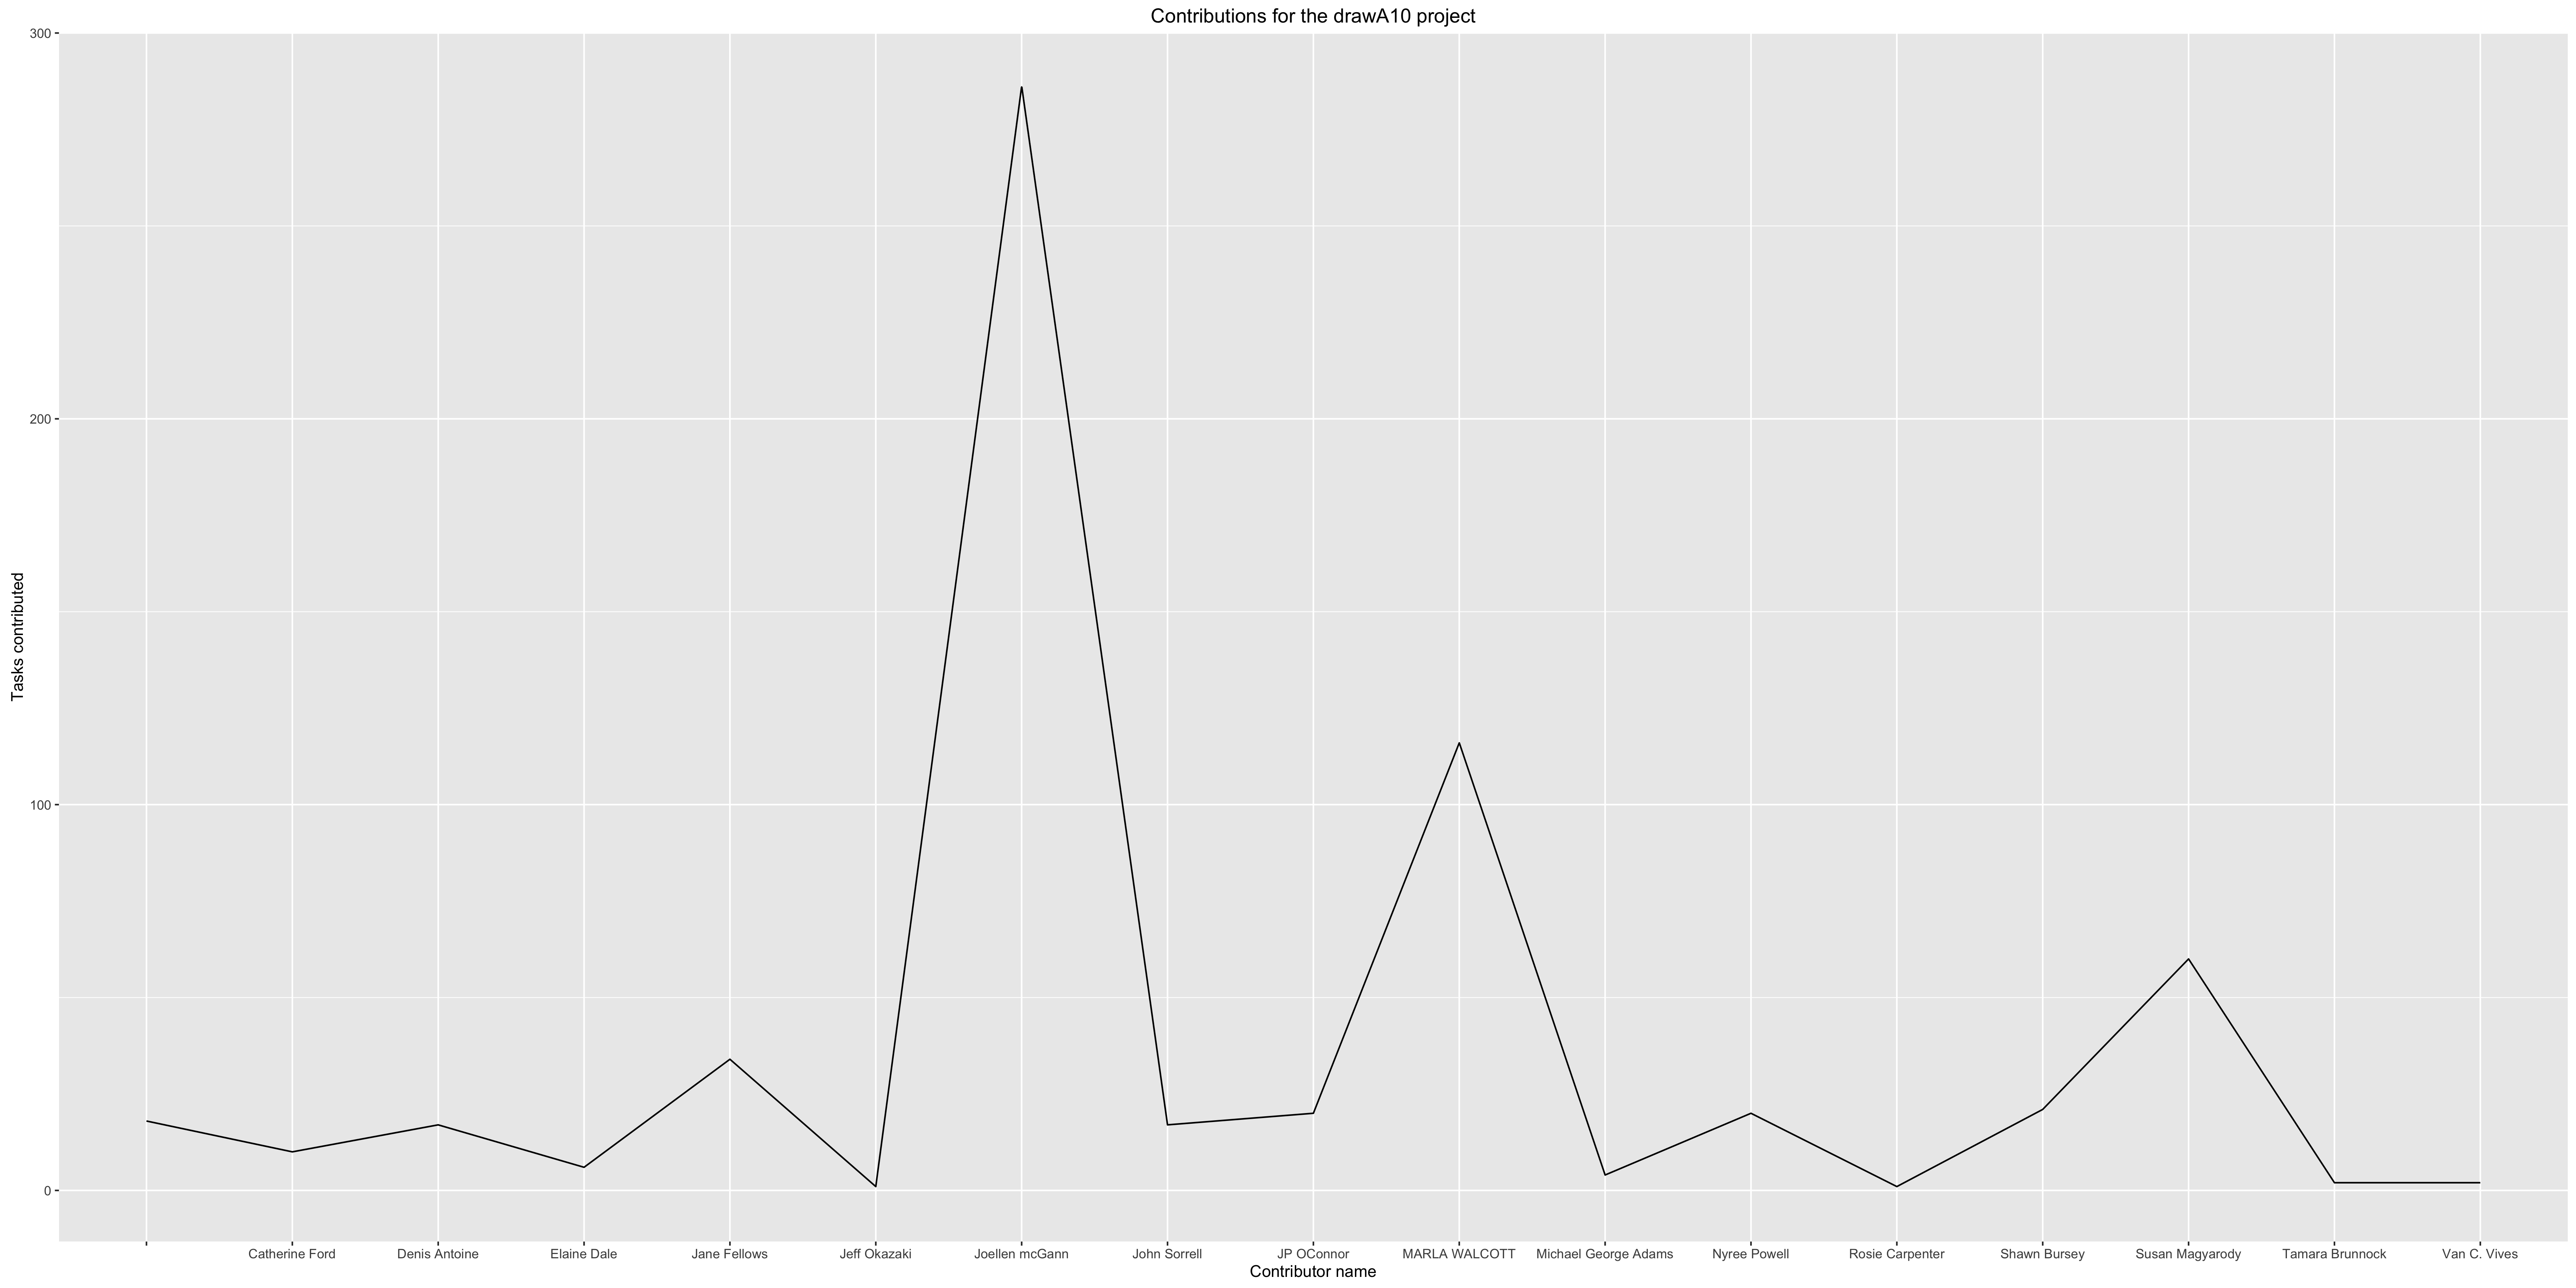 Contributions for the drawA10 project
300
200
100
0
Tasks contributed
Catherine Ford Denis Antoine Elaine Dale Jane Fellows Jeff Okazaki Joellen mcGann John Sorrell JP OConnor MARLA WALCOTT Michael George Adams Nyree Powell Rosie Carpenter Shawn Bursey Susan Magyarody Tamara Brunnock Van C. Vives
Contributor name